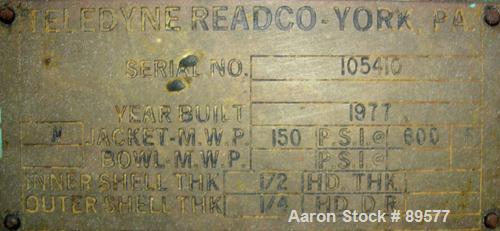 TELEDYNE READCO-YORK, PA.
SERIAL NO. 105410
YEAR BUILT 1977
JACKET-M.W.P. 150 P.S.I.@ 600
BOWL-M.W.P. P.S.I.@
INNER SHELL THK 1/2 HD. THK.
OUTER SHELL THK 1/4 HD. D.R.
Aaron Stock # 89577